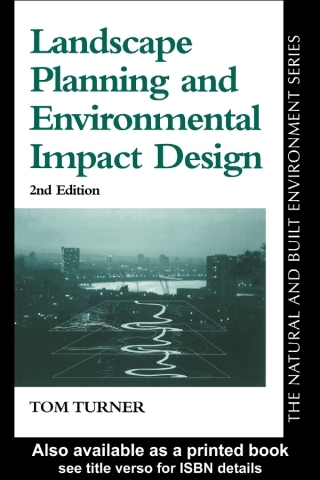 Landscape
Planning and
Environmental
Impact Design
2nd Edition
TOM TURNER
THE NATURAL AND BUILT ENVIRONMENT SERIES
Also available as a printed book
see title verso for ISBN details